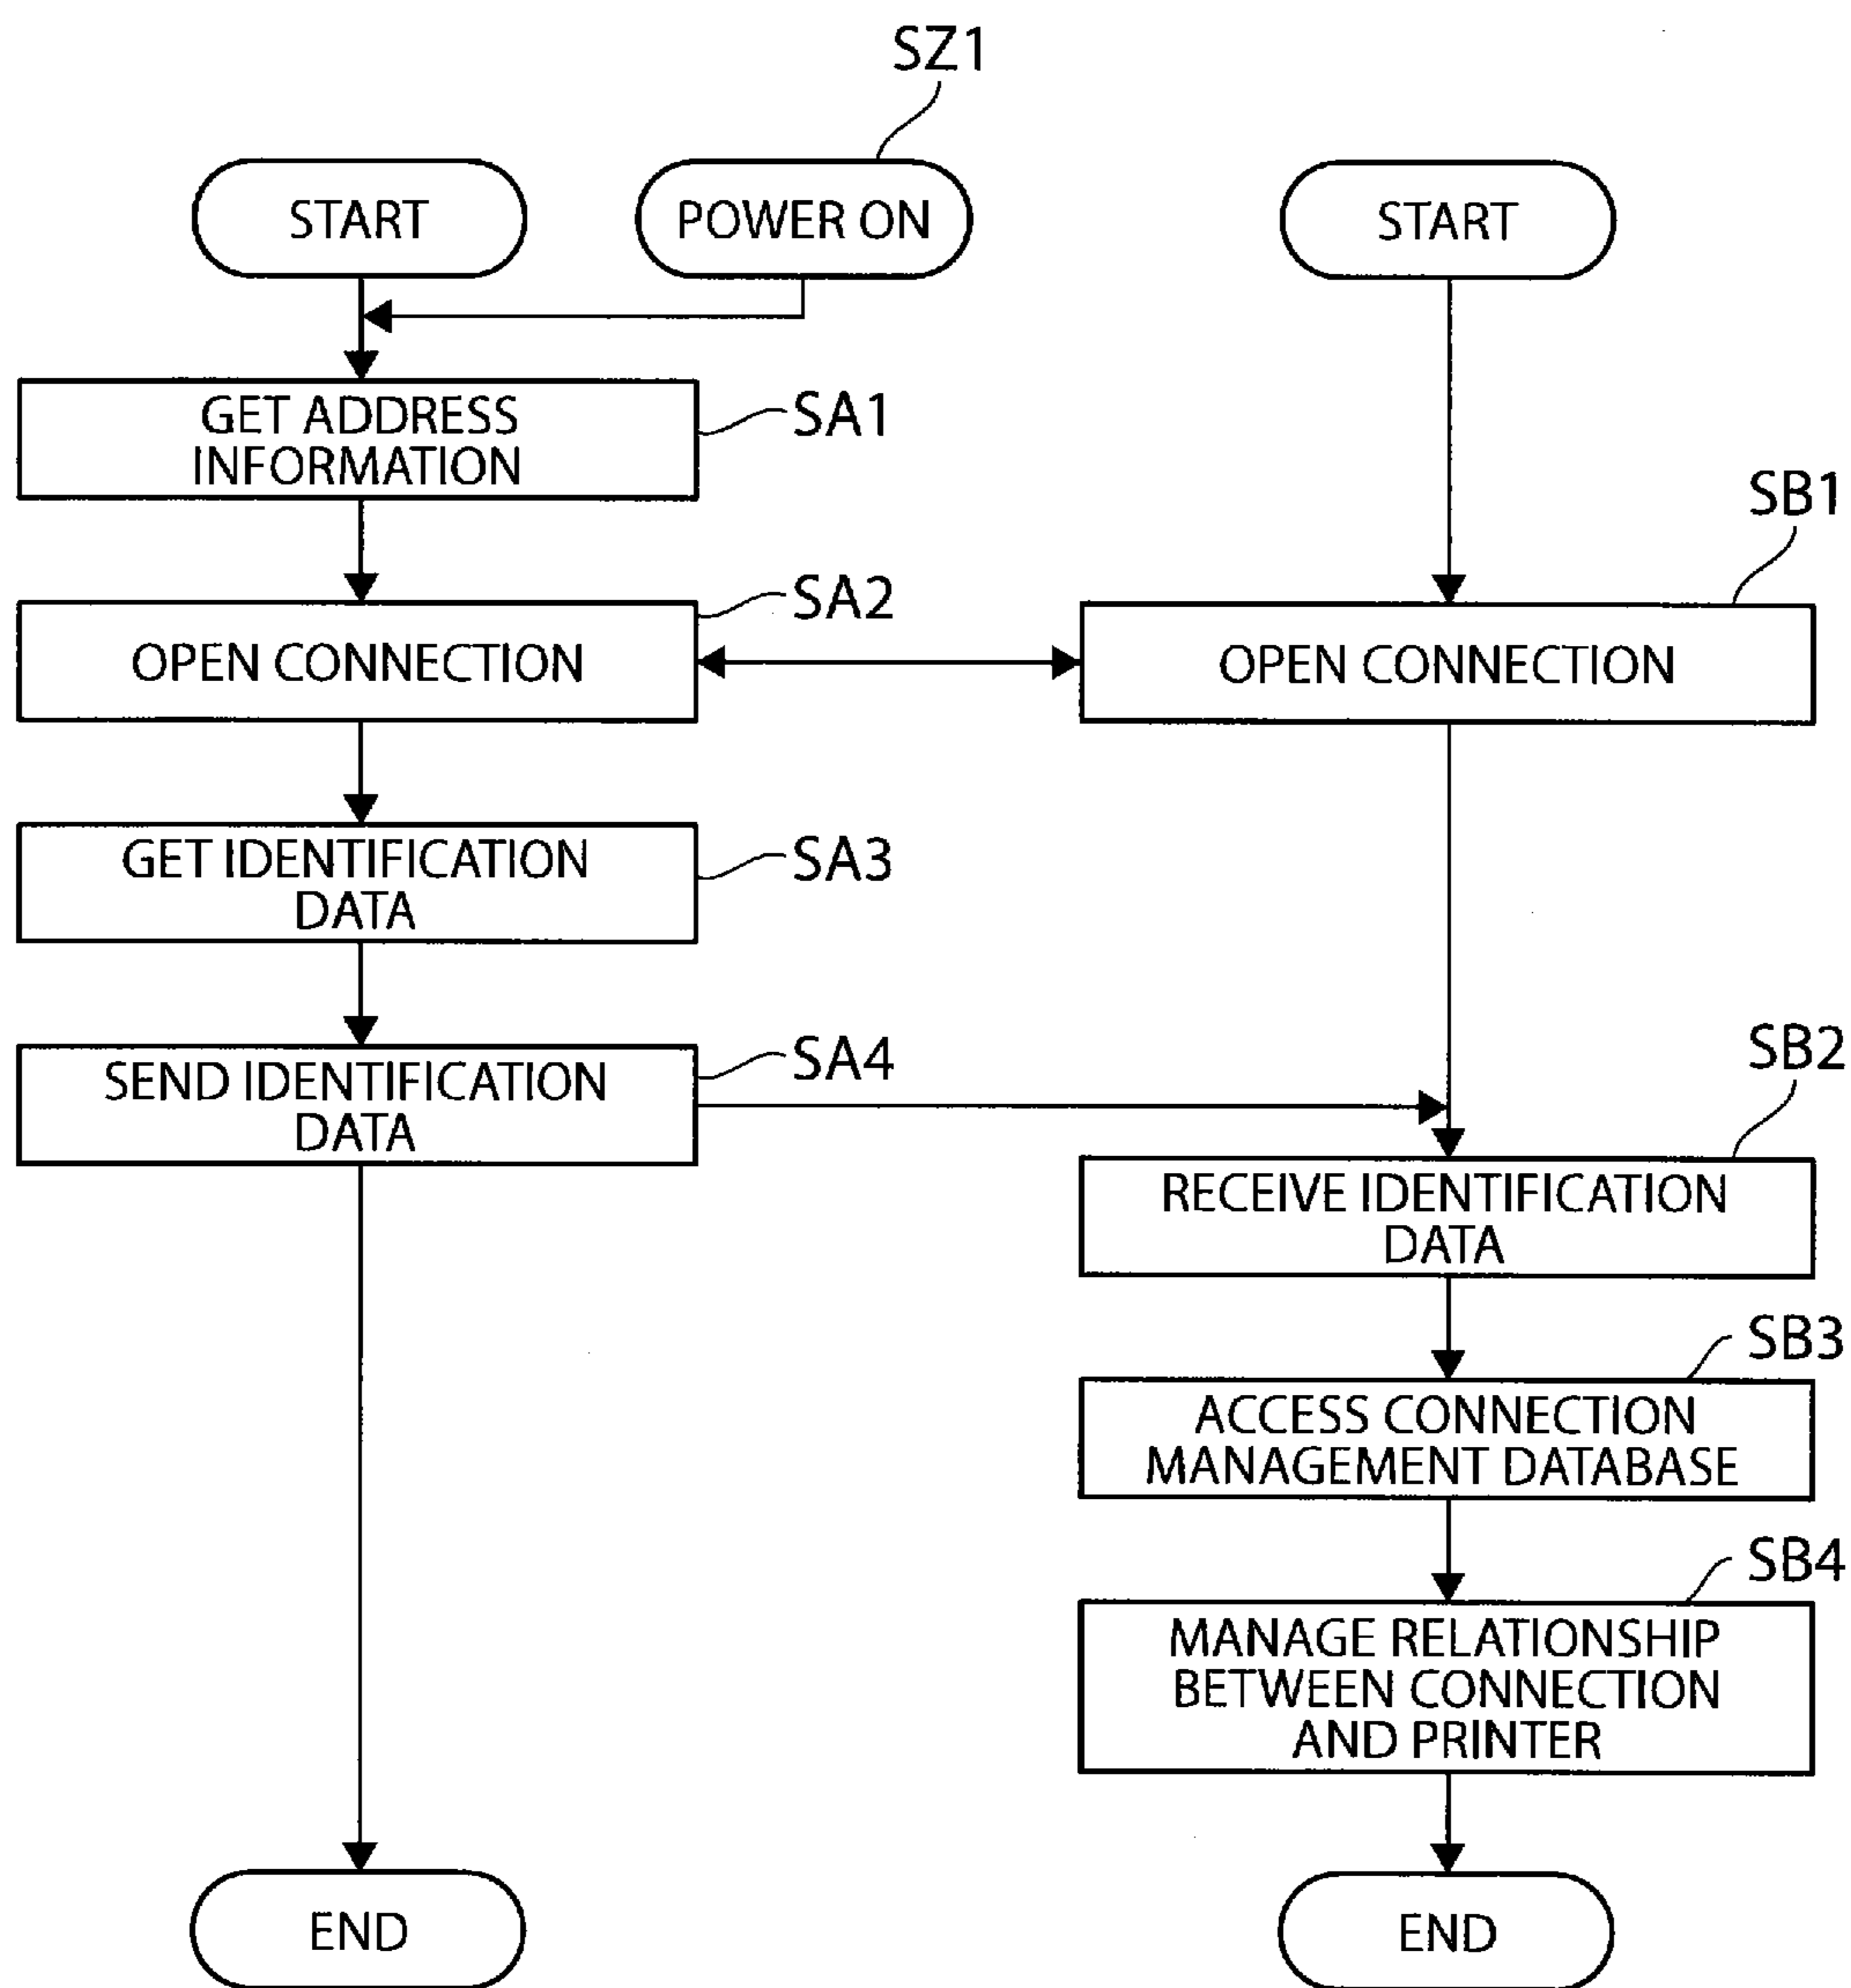 SZ1
START
POWER ON
START
GET ADDRESS
INFORMATION
SA1
SB1
OPEN CONNECTION
SA2
OPEN CONNECTION
GET IDENTIFICATION
DATA
SA3
SEND IDENTIFICATION
DATA
SA4
SB2
RECEIVE IDENTIFICATION
DATA
SB3
ACCESS CONNECTION
MANAGEMENT DATABASE
SB4
MANAGE RELATIONSHIP
BETWEEN CONNECTION
AND PRINTER
END
END